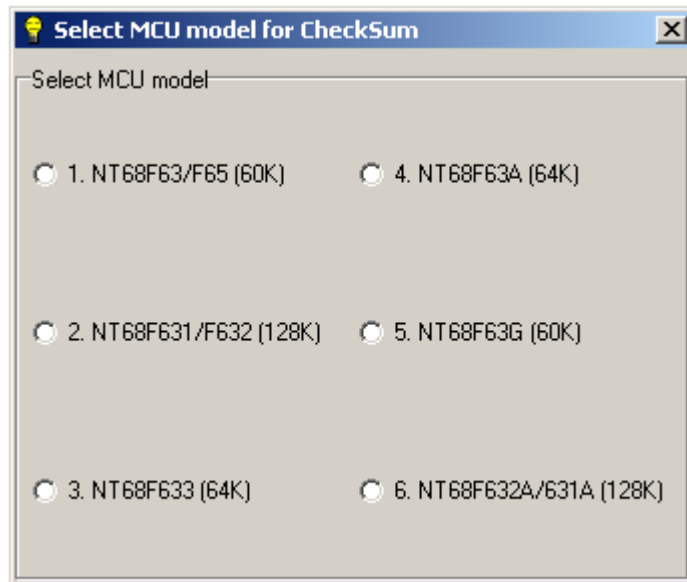 Select MCU model for CheckSum
Select MCU model
1. NT68F63/F65 (60K)
4. NT68F63A (64K)
2. NT68F631/F632 (128K)
5. NT68F63G (60K)
3. NT68F633 (64K)
6. NT68F632A/631A (128K)